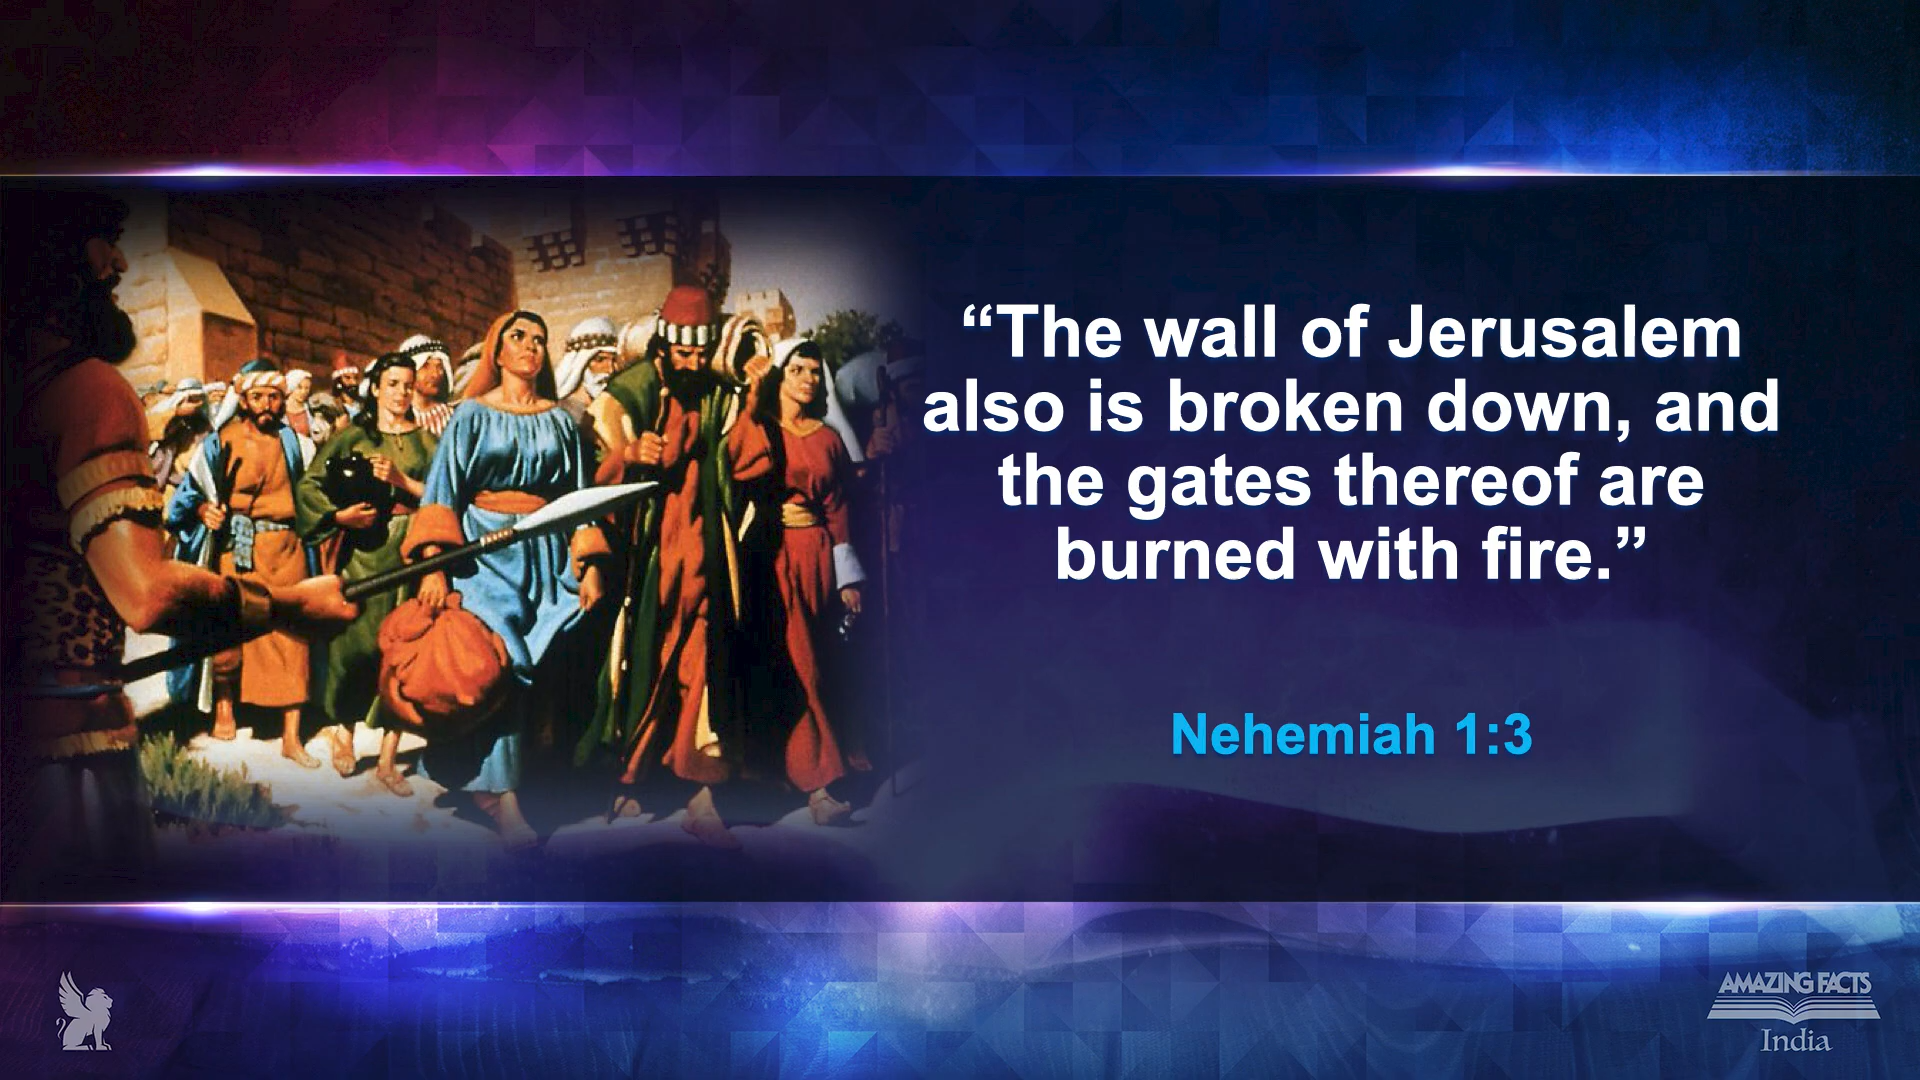 “The wall of Jerusalem
also is broken down, and
the gates thereof are
burned with fire.”
Nehemiah 1:3
AMAZING FACTS
India